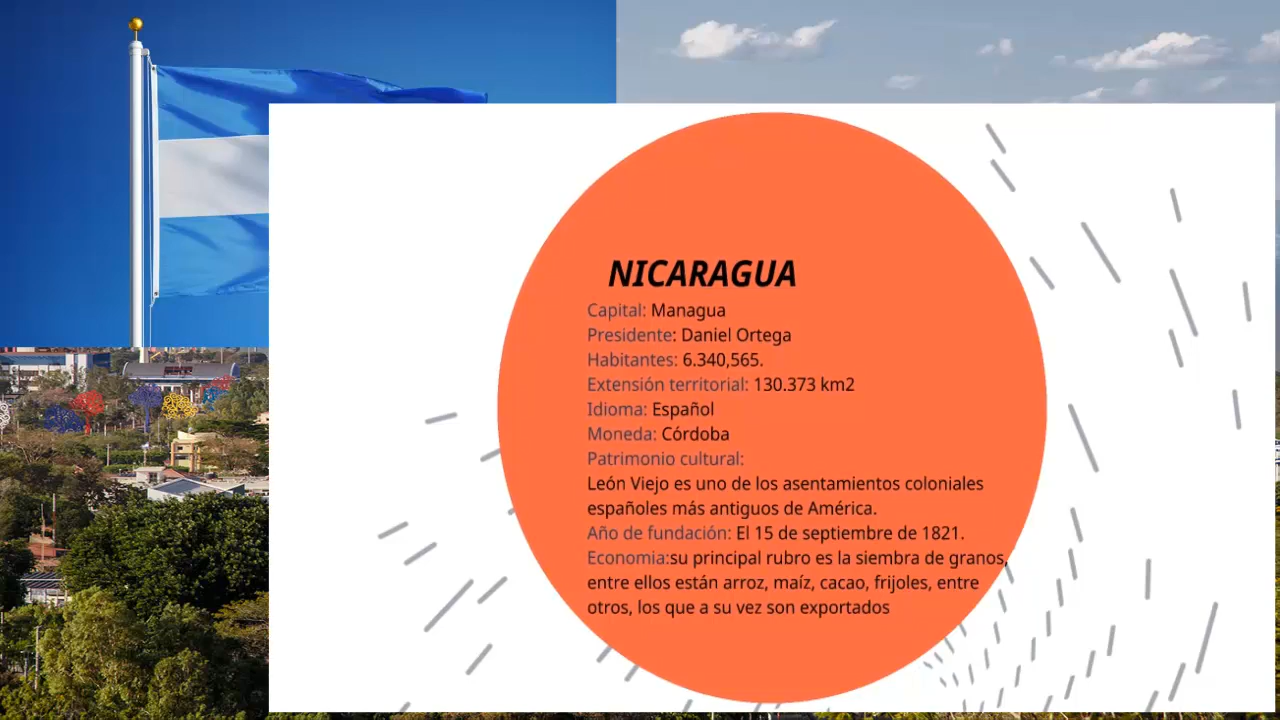 NICARAGUA
Capital: Managua
Presidente: Daniel Ortega
Habitantes: 6.340,565.
Extensión territorial: 130.373 km2
Idioma: Español
Moneda: Córdoba
Patrimonio cultural:
León Viejo es uno de los asentamientos coloniales
españoles más antiguos de América.
Año de fundación: El 15 de septiembre de 1821.
Economia:su principal rubro es la siembra de granos,
entre ellos están arroz, maíz, cacao, frijoles, entre
otros, los que a su vez son exportados